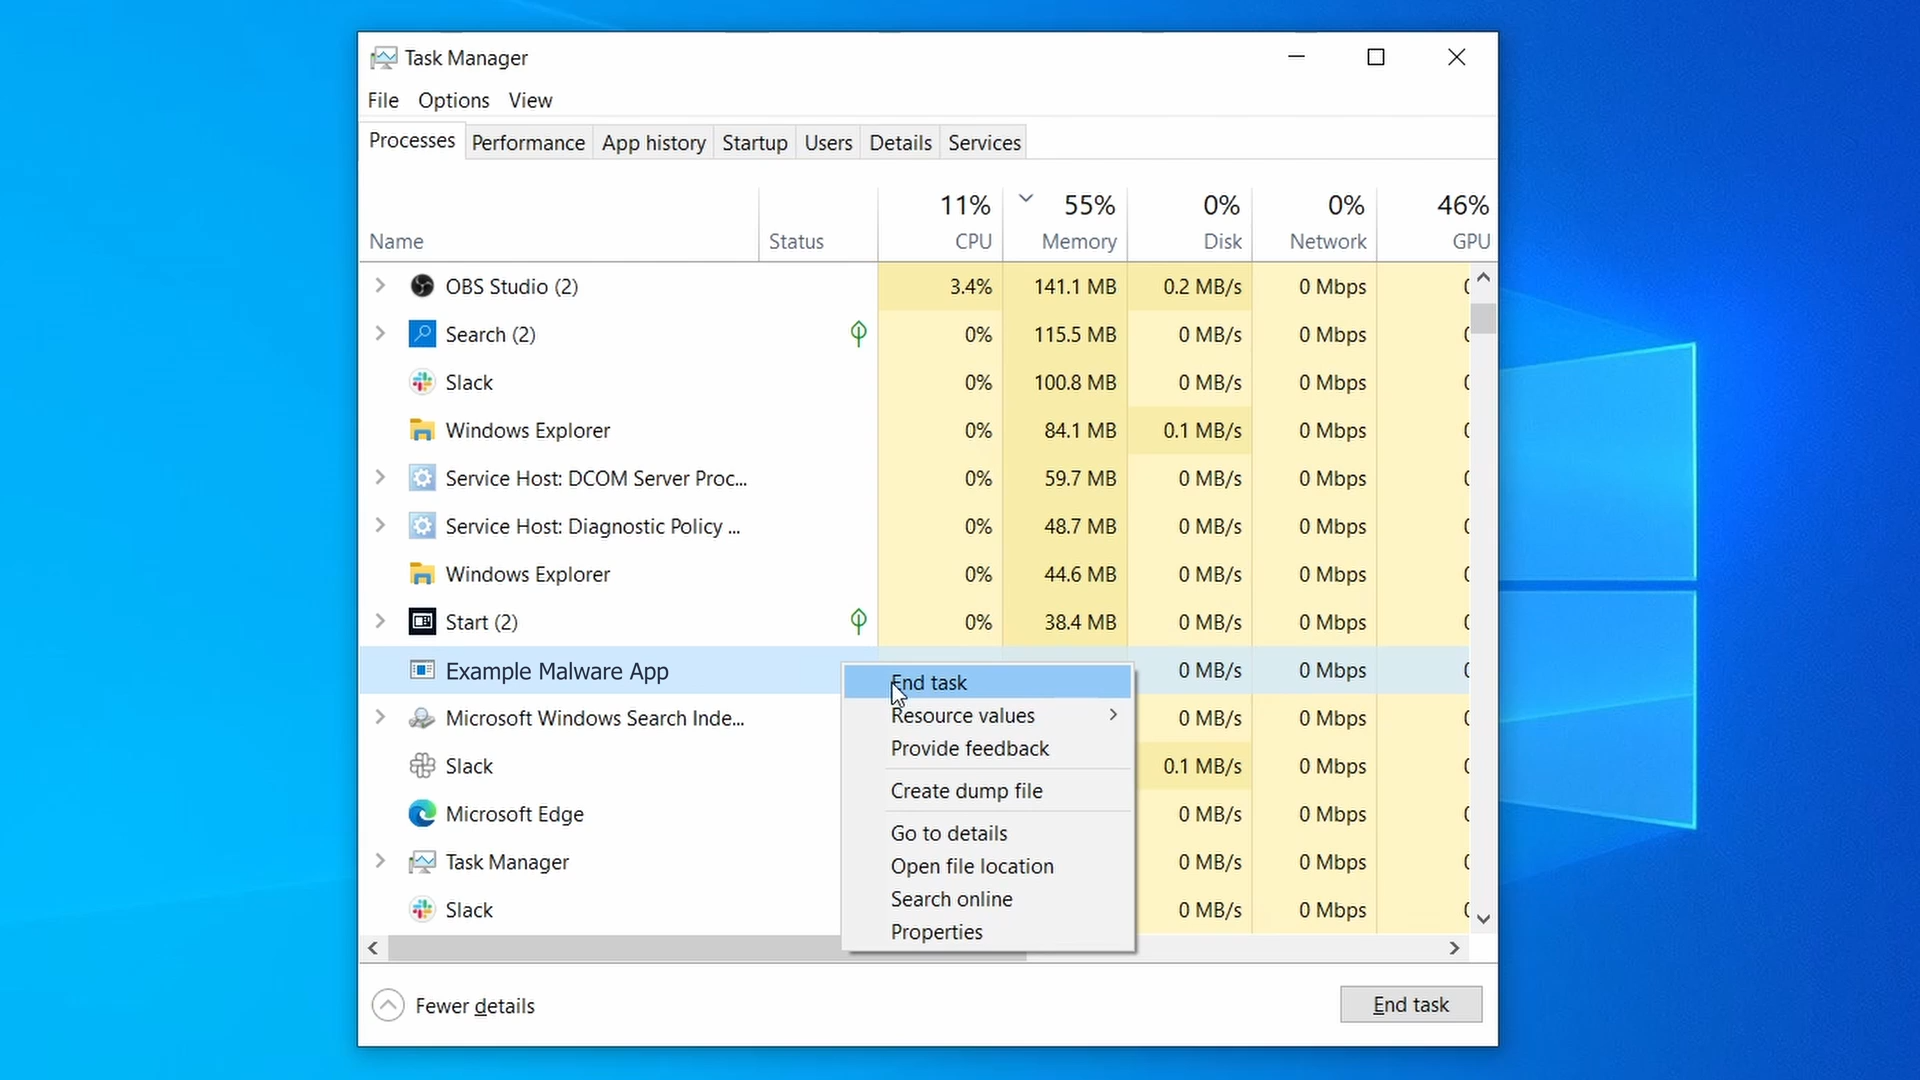 Task Manager
File Options View
Processes Performance App history Startup Users Details Services
11% 55% 0% 0% 46%
Name Status CPU Memory Disk Network GPU
OBS Studio (2) 3.4% 141.1 MB 0.2 MB/s 0 Mbps
Search (2) 0% 115.5 MB 0 MB/s 0 Mbps
Slack 0% 100.8 MB 0 MB/s 0 Mbps
Windows Explorer 0% 84.1 MB 0.1 MB/s 0 Mbps
Service Host: DCOM Server Proc... 0% 59.7 MB 0 MB/s 0 Mbps
Service Host: Diagnostic Policy ... 0% 48.7 MB 0 MB/s 0 Mbps
Windows Explorer 0% 44.6 MB 0 MB/s 0 Mbps
Start (2) 0% 38.4 MB 0 MB/s 0 Mbps
Example Malware App 0 MB/s 0 Mbps
End task
Resource values
Provide feedback
Create dump file
Go to details
Open file location
Search online
Properties
Microsoft Windows Search Inde... 0 MB/s 0 Mbps
Slack 0.1 MB/s 0 Mbps
Microsoft Edge 0 MB/s 0 Mbps
Task Manager 0 MB/s 0 Mbps
Slack 0 MB/s 0 Mbps
Fewer details End task